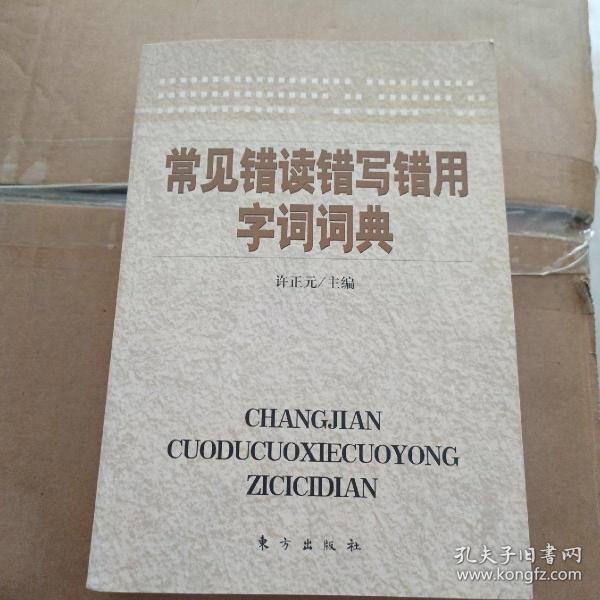 常见错读错写错用
字词词典
许正元/主编
CHANGJIAN
CUODUCUOXIECUOYONG
ZICICIDIAN
東方出版社
孔夫子旧书网
www.kongfz.com